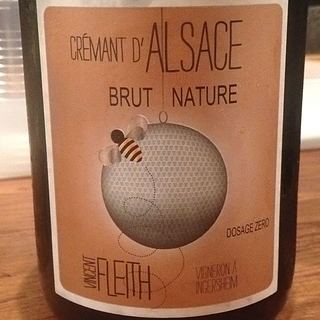 CRÉMANT D'ALSACE
BRUT NATURE
DOSAGE ZERO
VINCENT
FLEITH
VIGNERON À
INGERSHEIM